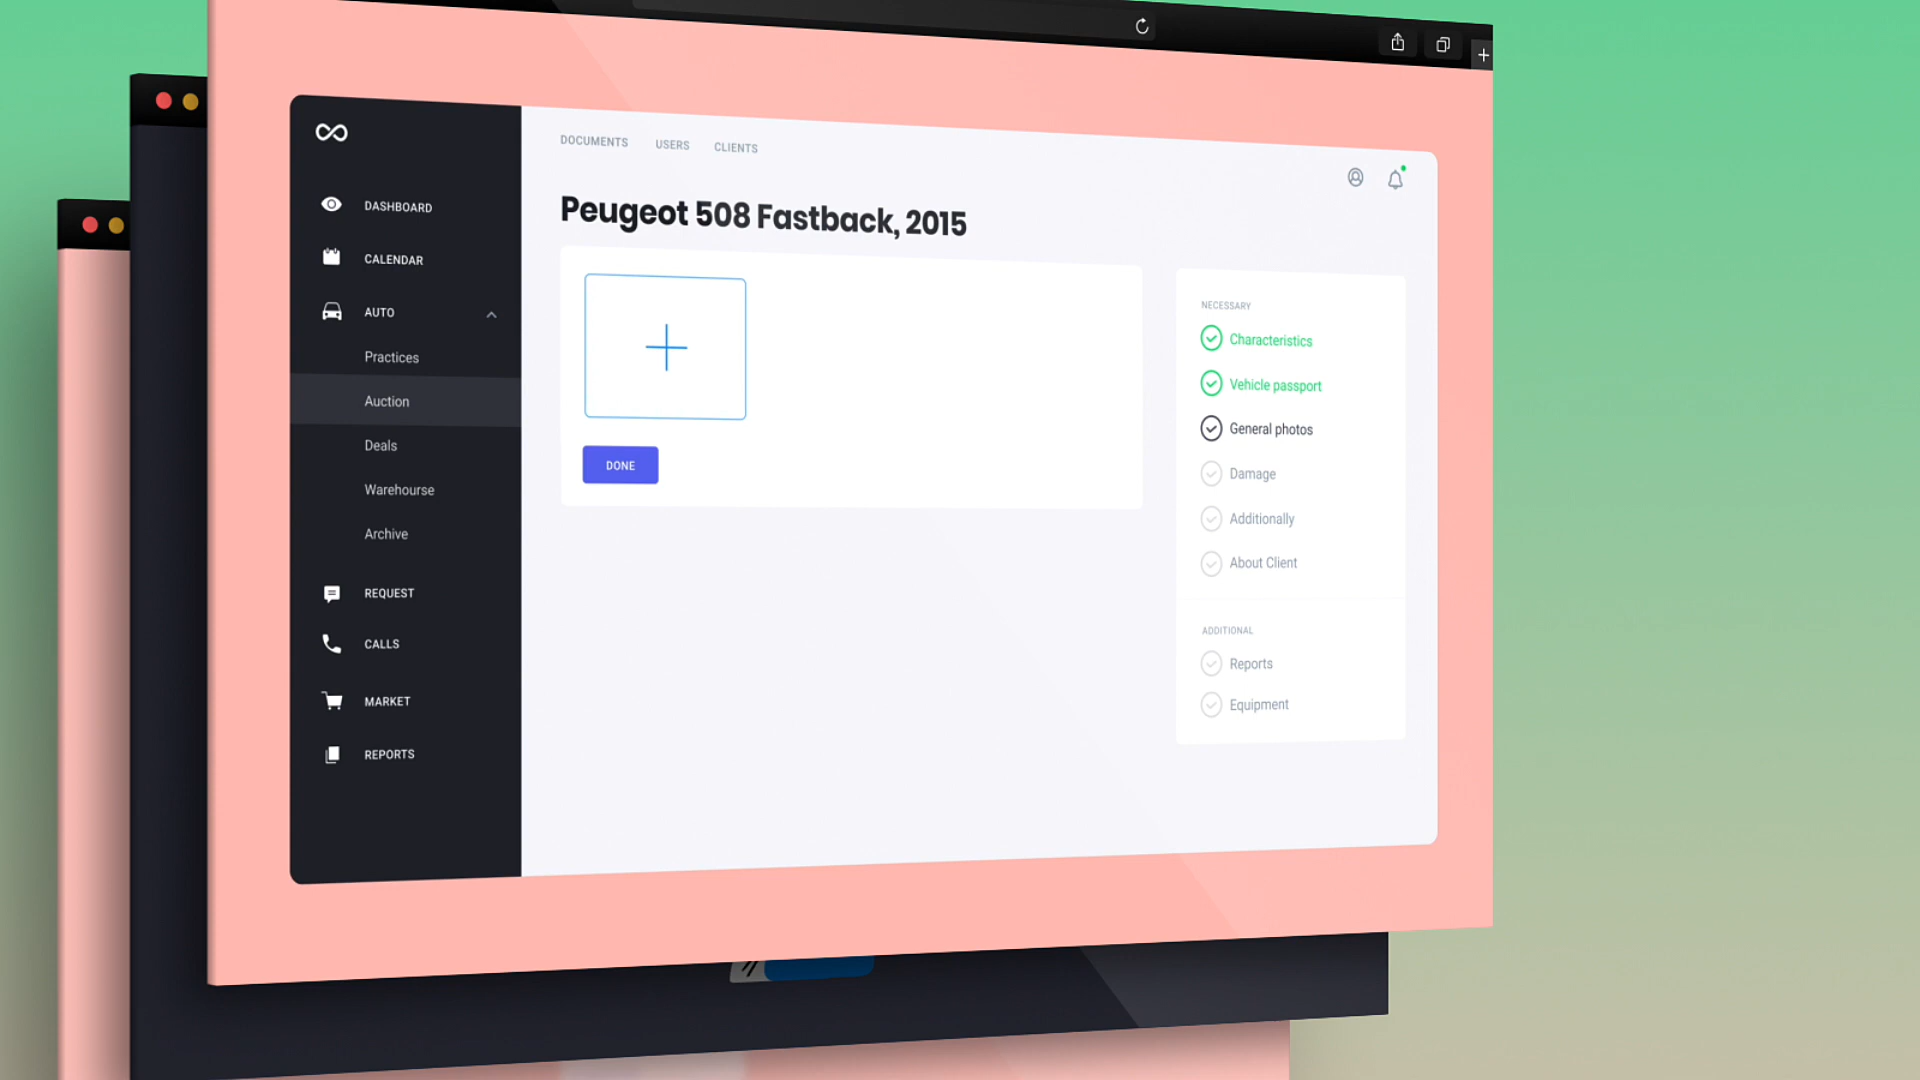 DOCUMENTS USERS CLIENTS
Peugeot 508 Fastback, 2015
DASHBOARD
CALENDAR
AUTO
Practices
Auction
Deals
Warehourse
Archive
REQUEST
CALLS
MARKET
REPORTS
DONE
NECESSARY
Characteristics
Vehicle passport
General photos
Damage
Additionally
About Client
ADDITIONAL
Reports
Equipment